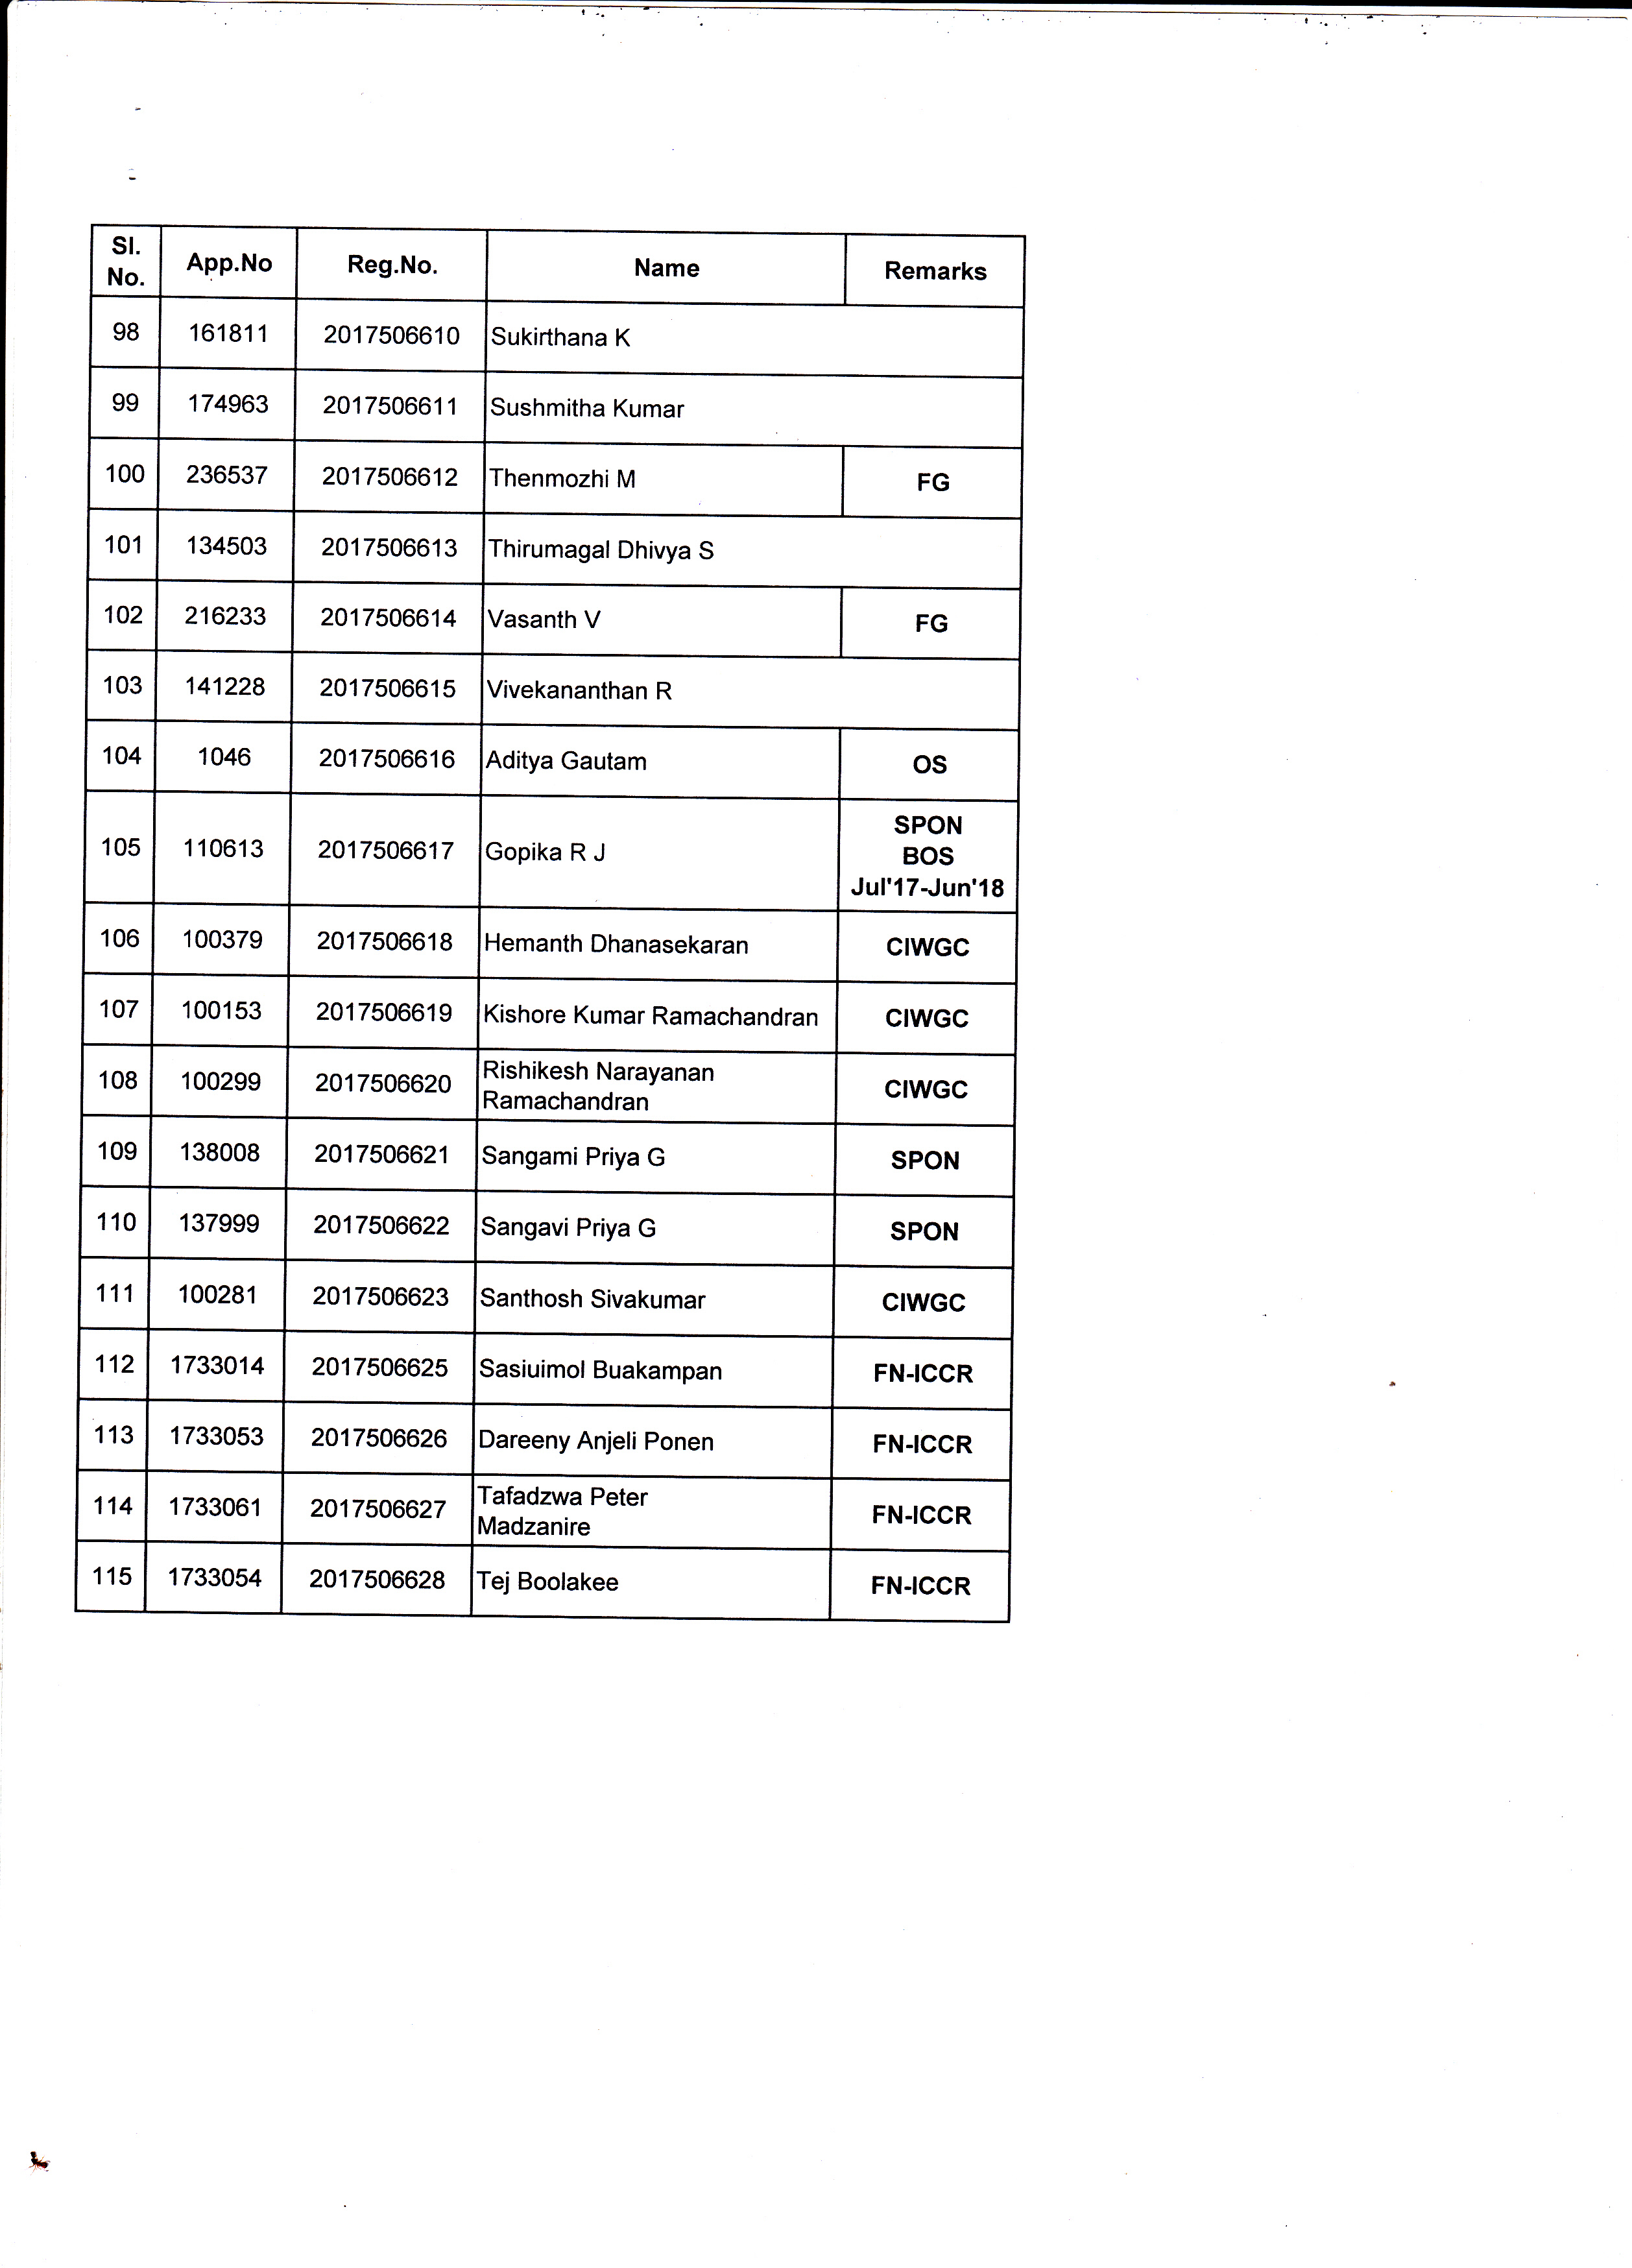 Sl. No. App.No Reg.No. Name Remarks
98 161811 2017506610 Sukirthana K
99 174963 2017506611 Sushmitha Kumar
100 236537 2017506612 Thenmozhi M FG
101 134503 2017506613 Thirumagal Dhivya S
102 216233 2017506614 Vasanth V FG
103 141228 2017506615 Vivekananthan R
104 1046 2017506616 Aditya Gautam OS
105 110613 2017506617 Gopika R J SPON
BOS
Jul'17-Jun'18
106 100379 2017506618 Hemanth Dhanasekaran CIWGC
107 100153 2017506619 Kishore Kumar Ramachandran CIWGC
108 100299 2017506620 Rishikesh Narayanan
Ramachandran CIWGC
109 138008 2017506621 Sangami Priya G SPON
110 137999 2017506622 Sangavi Priya G SPON
111 100281 2017506623 Santhosh Sivakumar CIWGC
112 1733014 2017506625 Sasiuimol Buakampan FN-ICCR
113 1733053 2017506626 Dareeny Anjeli Ponen FN-ICCR
114 1733061 2017506627 Tafadzwa Peter
Madzanire FN-ICCR
115 1733054 2017506628 Tej Boolakee FN-ICCR